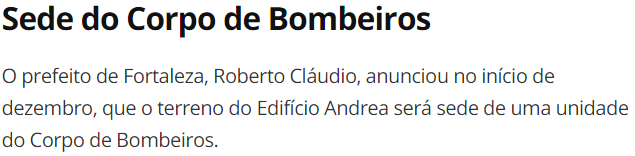 Sede do Corpo de Bombeiros
O prefeito de Fortaleza, Roberto Cláudio, anunciou no início de
dezembro, que o terreno do Edifício Andrea será sede de uma unidade
do Corpo de Bombeiros.